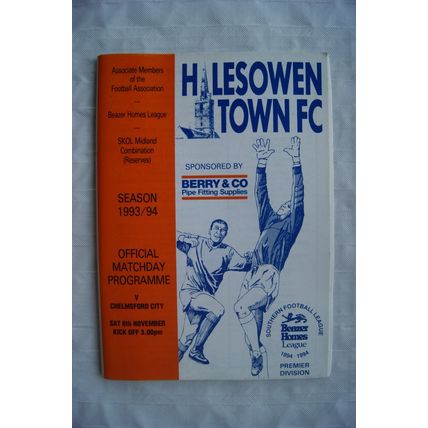 Associate Members
of the
Football Association
—
Beazer Homes League
—
SKOL Midland
Combination
(Reserves)
SEASON
1993/94
OFFICIAL
MATCHDAY
PROGRAMME
V
CHELMSFORD CITY
SAT 6th NOVEMBER
KICK OFF 3.00pm
H LESOWEN
TOWN FC
SPONSORED BY
BERRY & CO
Pipe Fitting Supplies
SOUTHERN FOOTBALL LEAGUE
Beazer
Homes
League
1894 - 1994
PREMIER
DIVISION